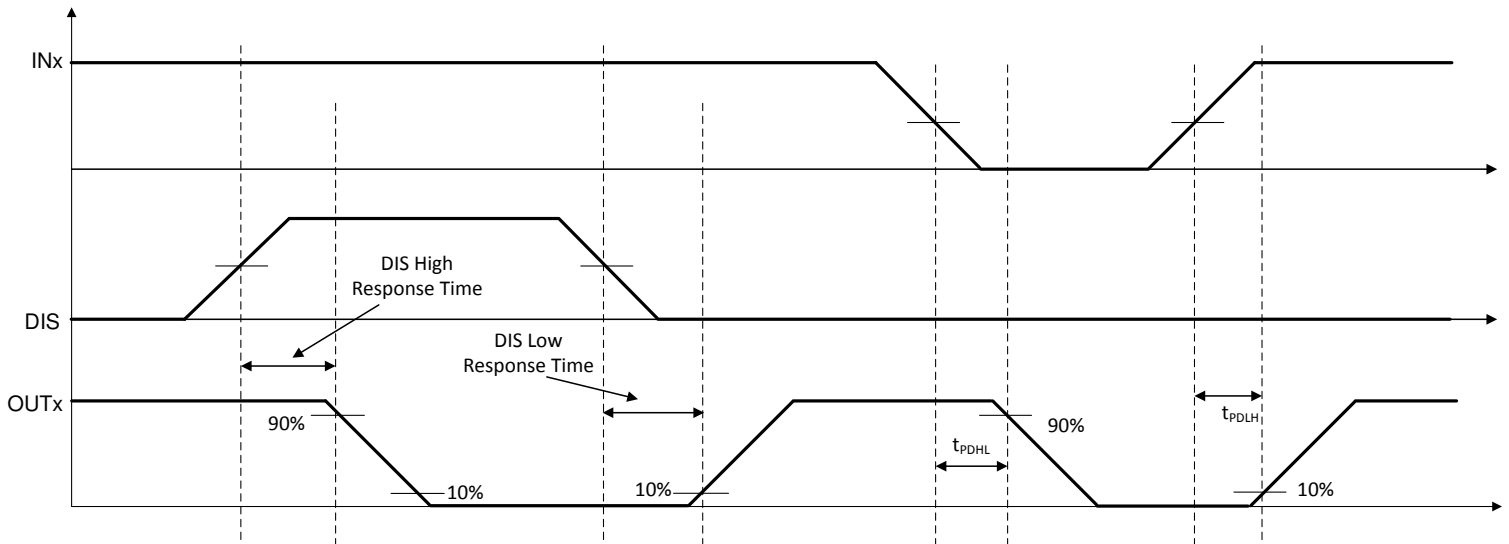 INx
DIS High
Response Time
DIS
DIS Low
Response Time
OUTx
90%
10%
10%
tPDHL
90%
tPDLH
10%